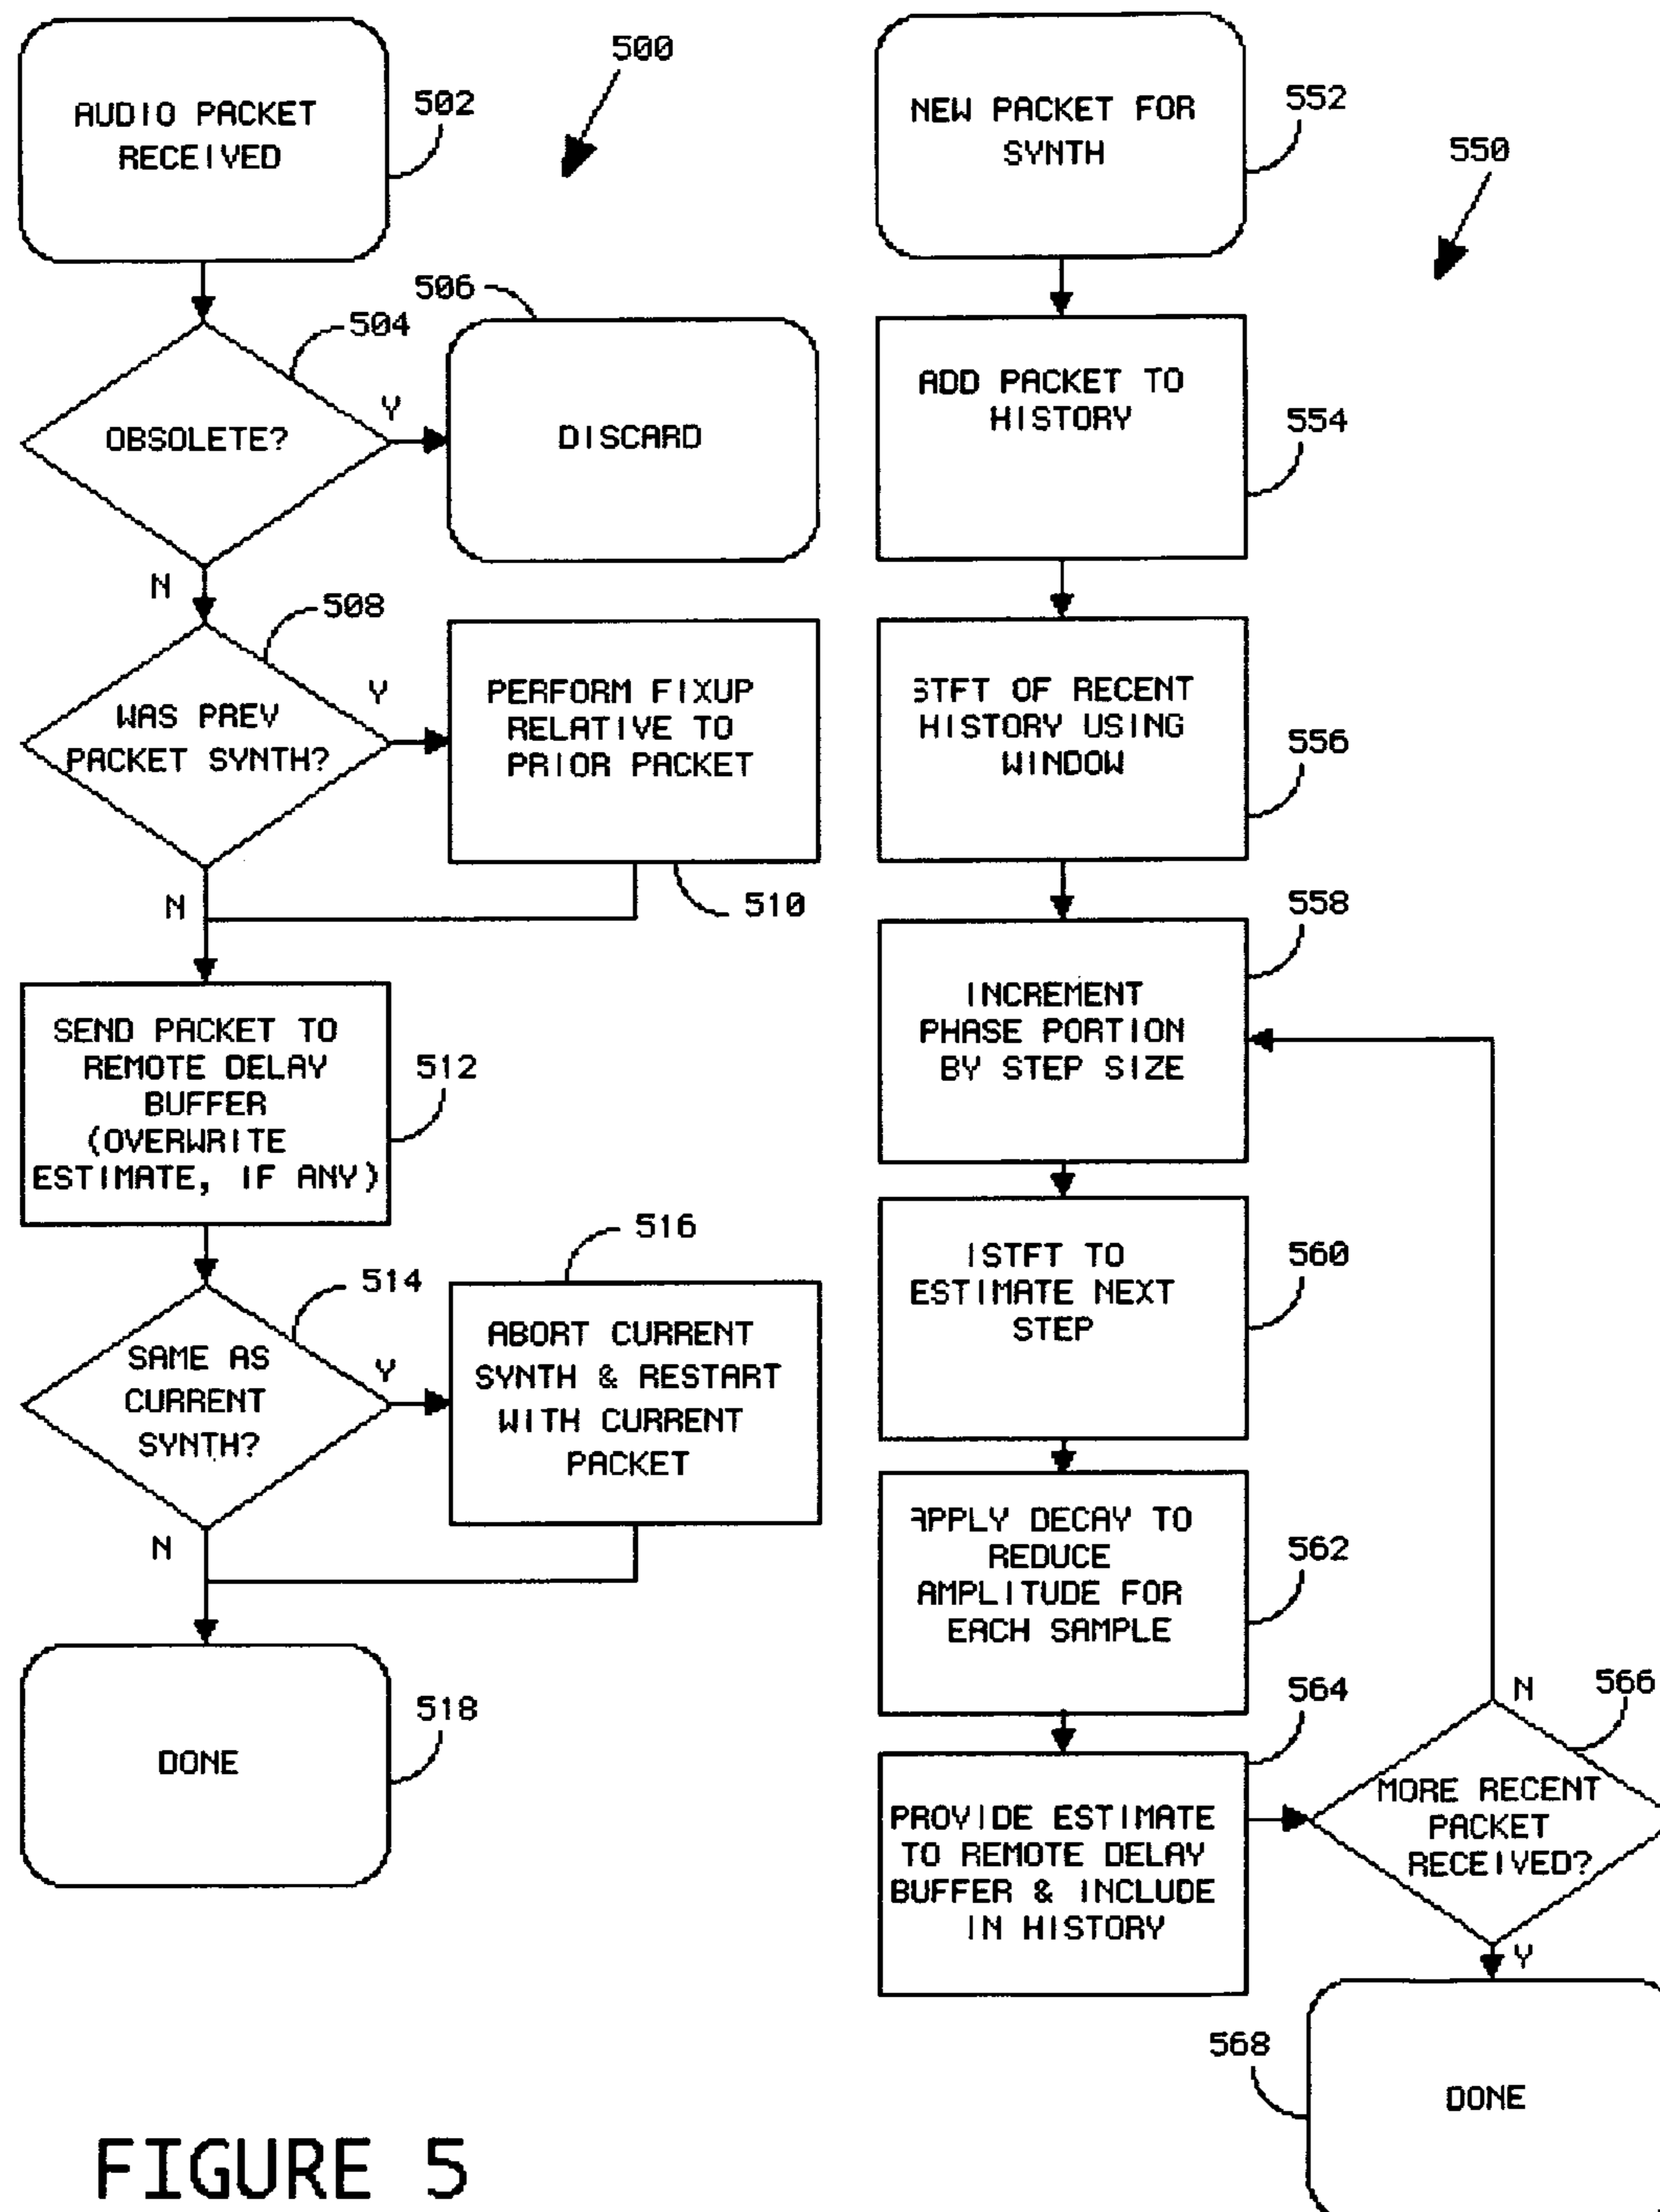 500
AUDIO PACKET
RECEIVED
502
504
OBSOLETE?
Y
N
506
DISCARD
508
WAS PREV
PACKET SYNTH?
Y
N
PERFORM FIXUP
RELATIVE TO
PRIOR PACKET
510
SEND PACKET TO
REMOTE DELAY
BUFFER
(OVERWRITE
ESTIMATE, IF ANY)
512
514
SAME AS
CURRENT
SYNTH?
Y
N
516
ABORT CURRENT
SYNTH & RESTART
WITH CURRENT
PACKET
DONE
518
550
NEW PACKET FOR
SYNTH
552
ADD PACKET TO
HISTORY
554
STFT OF RECENT
HISTORY USING
WINDOW
556
558
INCREMENT
PHASE PORTION
BY STEP SIZE
ISTFT TO
ESTIMATE NEXT
STEP
560
APPLY DECAY TO
REDUCE
AMPLITUDE FOR
EACH SAMPLE
562
564
PROVIDE ESTIMATE
TO REMOTE DELAY
BUFFER & INCLUDE
IN HISTORY
N
566
MORE RECENT
PACKET
RECEIVED?
Y
568
DONE
FIGURE 5